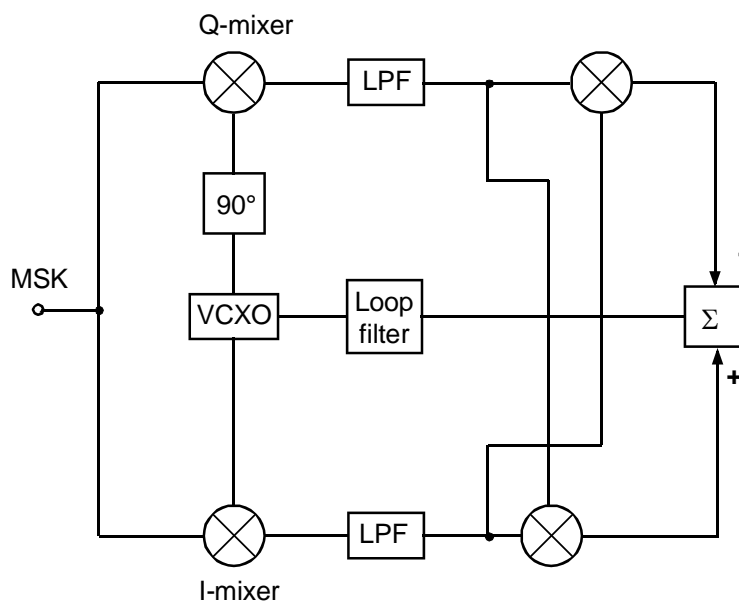 Q-mixer
LPF
90°
MSK
VCXO
Loop
filter
Σ
+
LPF
I-mixer